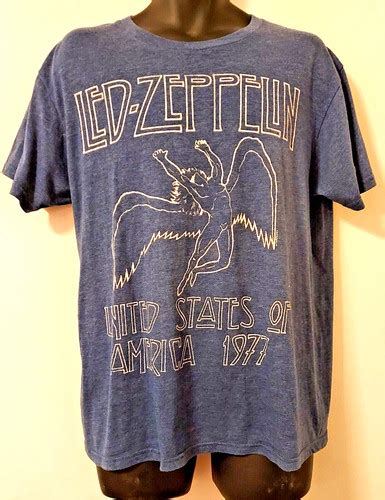 LED-ZEPPELIN
UNITED STATES OF
AMERICA 1977